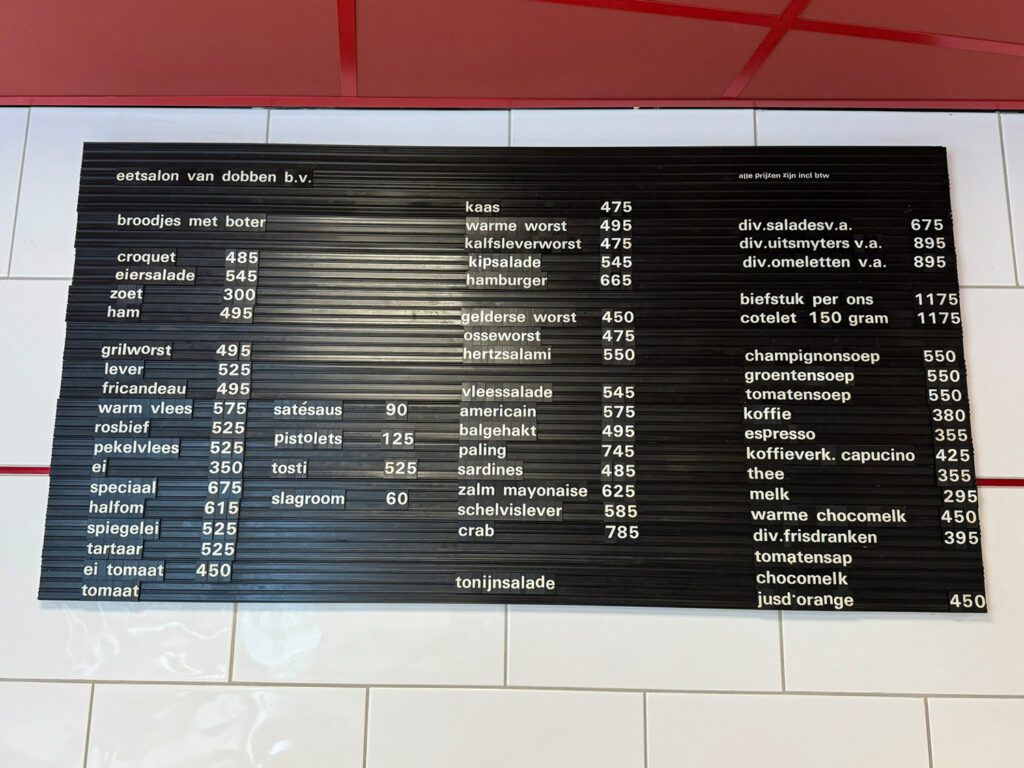 eetsalon van dobben b.v.
broodjes met boter
croquet 485
eiersalade 545
zoet 300
ham 495
grilworst 495
lever 525
fricandeau 495
warm vlees 575
rosbief 525
pekelvlees 525
ei 350
speciaal 675
halfom 615
spiegelei 525
tartaar 525
ei tomaat 450
tomaat
satésaus 90
pistolets 125
tosti 525
slagroom 60
kaas 475
warme worst 495
kalfsleverworst 475
kipsalade 545
hamburger 665
gelderse worst 450
osseworst 475
hertzsalami 550
vleessalade 545
americain 575
balgehakt 495
paling 745
sardines 485
zalm mayonaise 625
schelvislever 585
crab 785
tonijnsalade
alle prijzen zijn incl btw
div.saladesv.a. 675
div.uitsmyters v.a. 895
div.omeletten v.a. 895
biefstuk per ons 1175
cotelet 150 gram 1175
champignonsoep 550
groentensoep 550
tomatensoep 550
koffie 380
espresso 355
koffieverk. capucino 425
thee 355
melk 295
warme chocomelk 450
div.frisdranken 395
tomatensap
chocomelk
jusd'orange 450